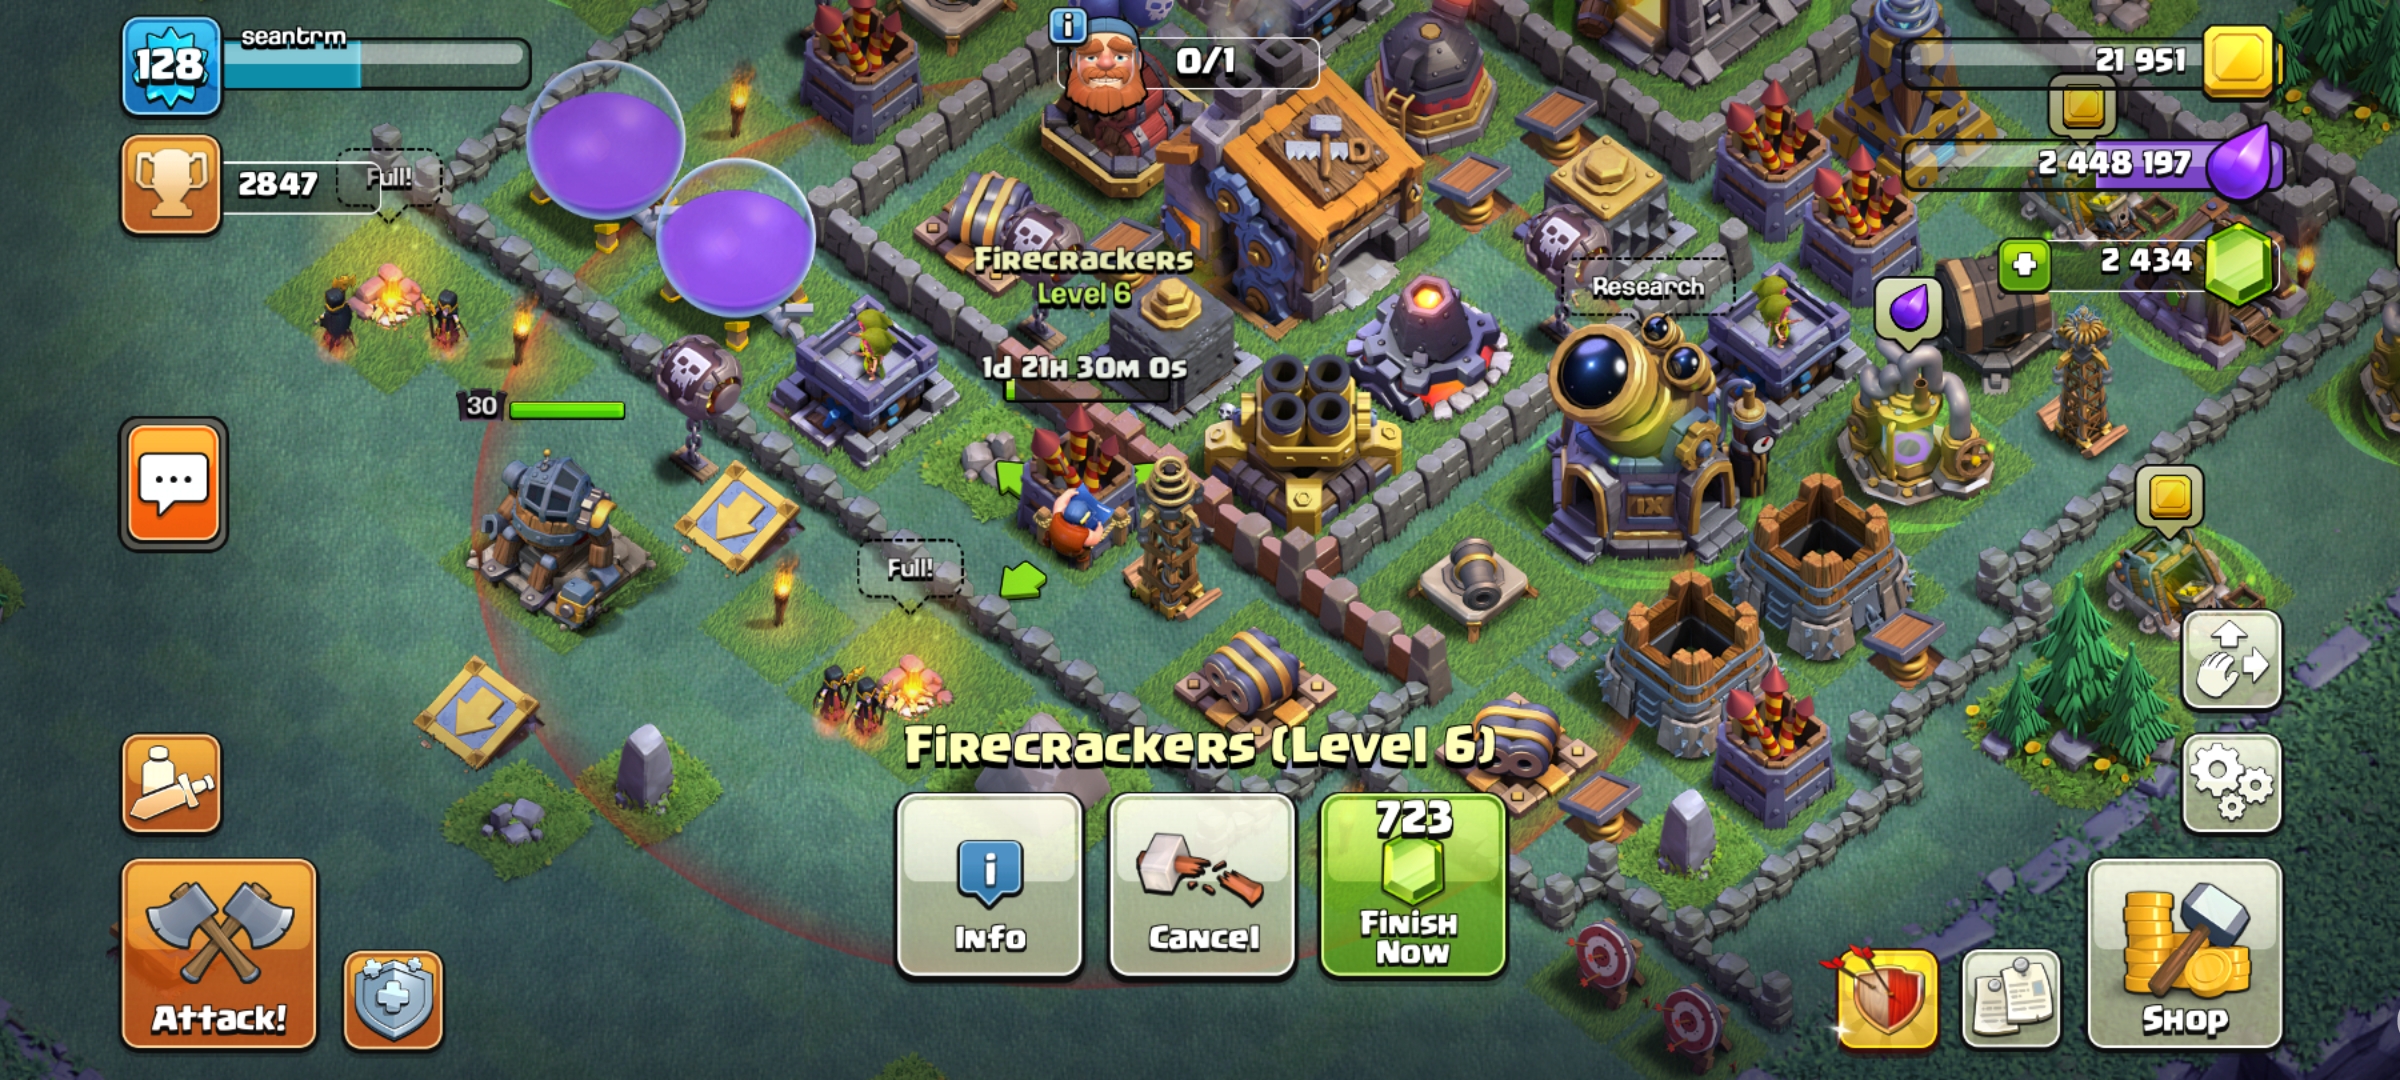 128
seantrm
0/1
21 951
2847
Full!
2 448 197
2 434
Firecrackers
Level 6
Research
1d 21H 30M 0s
30
Full!
IX
Firecrackers (Level 6)
Info
Cancel
723
Finish
Now
Attack!
Shop